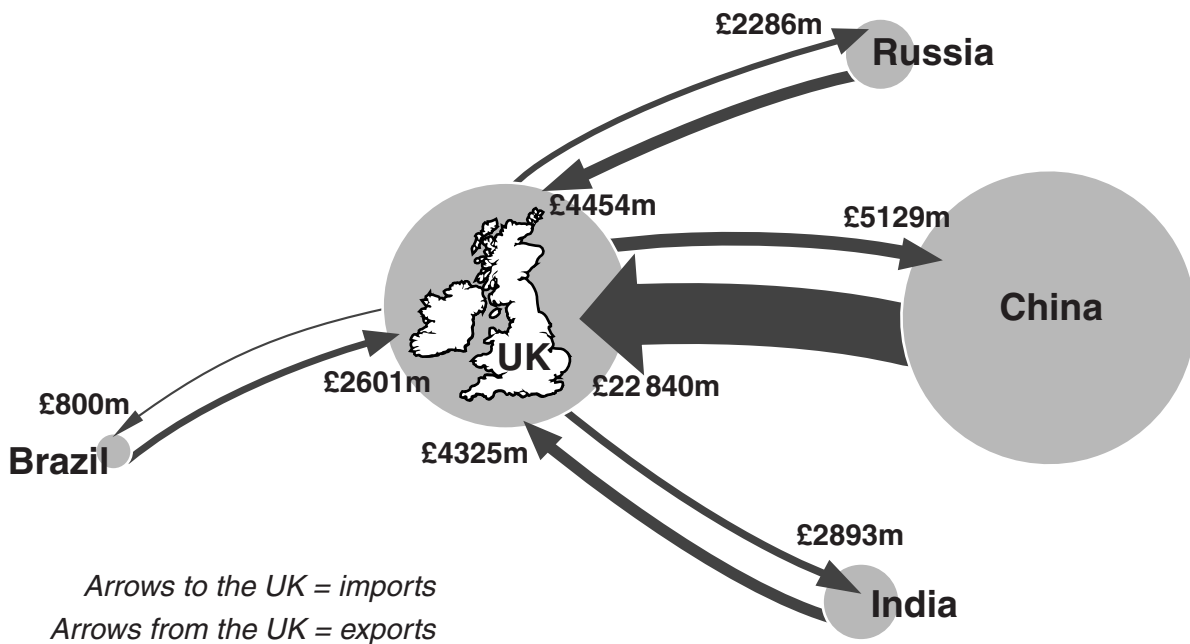 £2286m
Russia
£4454m
£5129m
China
UK
£2601m
£22 840m
£800m
Brazil
£4325m
£2893m
India
Arrows to the UK = imports
Arrows from the UK = exports